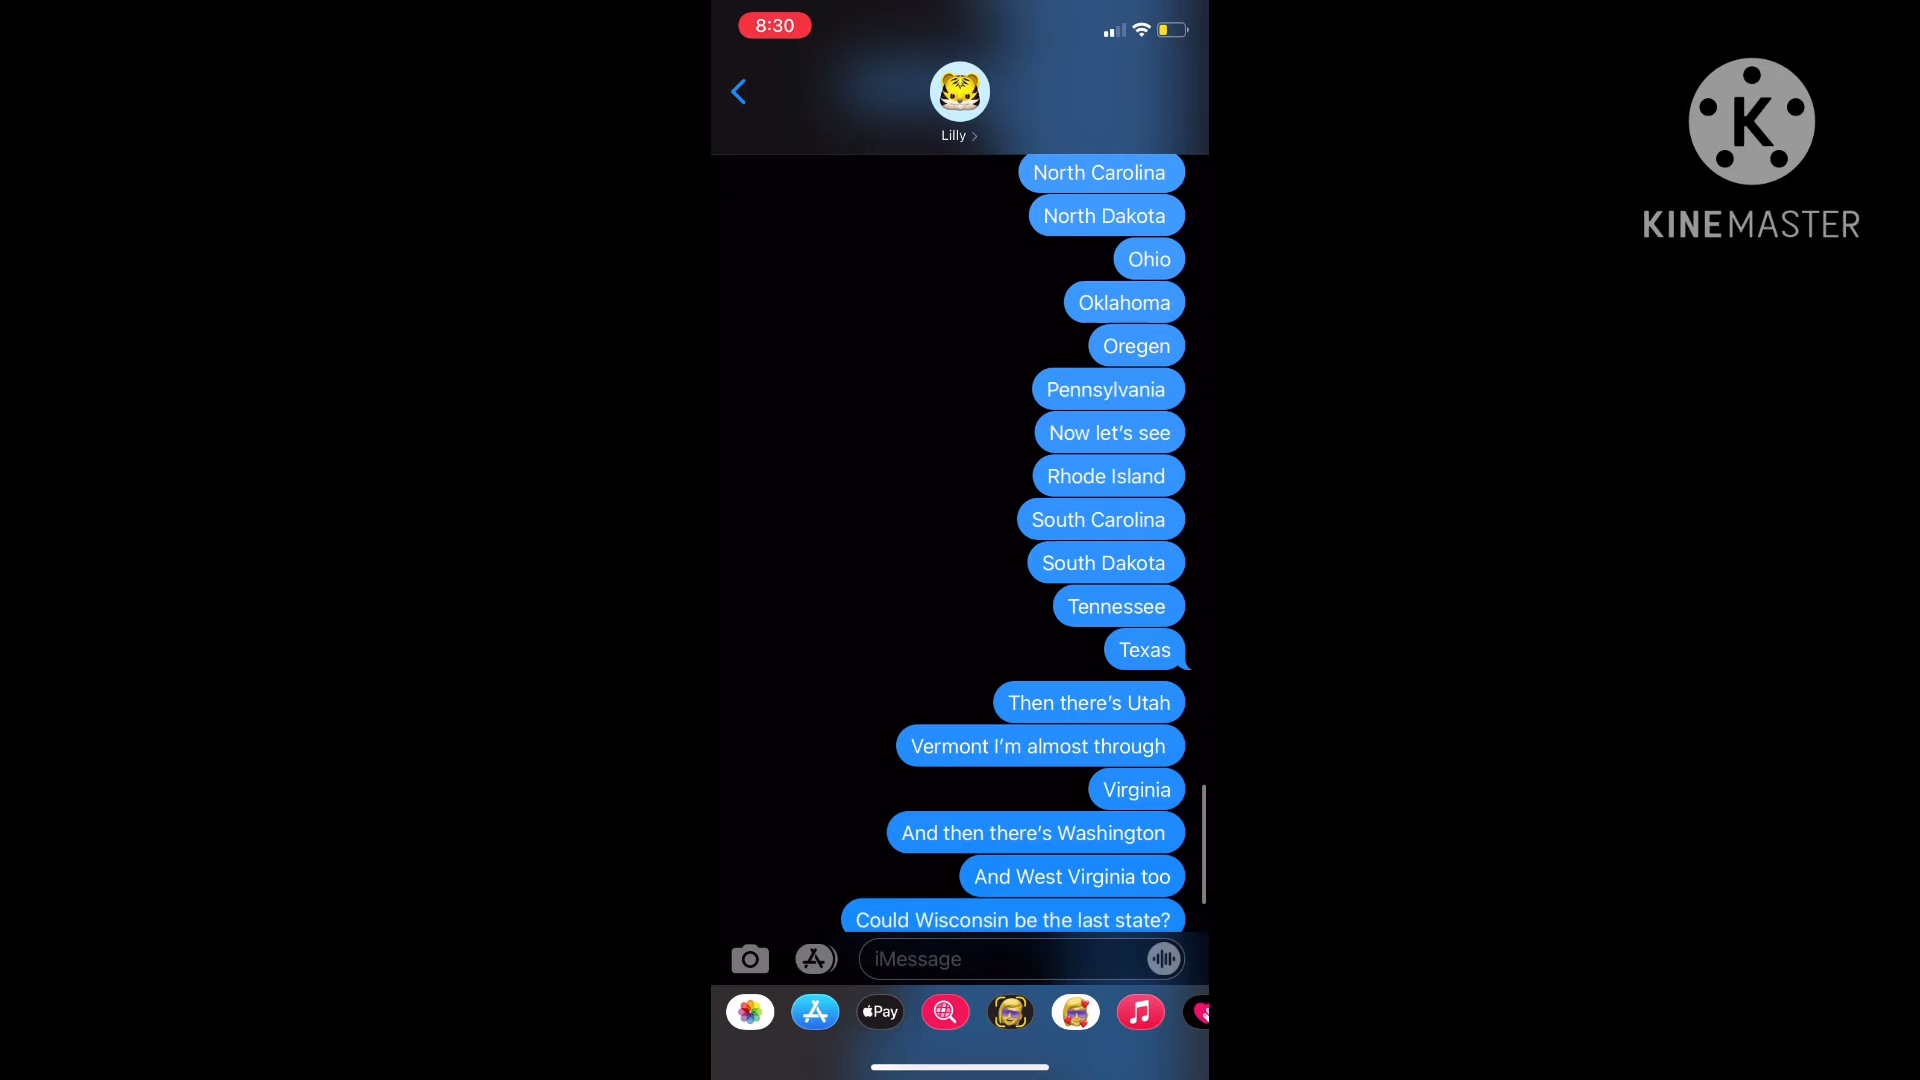 8:30
Lilly
North Carolina
North Dakota
Ohio
Oklahoma
Oregen
Pennsylvania
Now let’s see
Rhode Island
South Carolina
South Dakota
Tennessee
Texas
Then there’s Utah
Vermont I’m almost through
Virginia
And then there’s Washington
And West Virginia too
Could Wisconsin be the last state?
iMessage
Pay
K
KINEMASTER